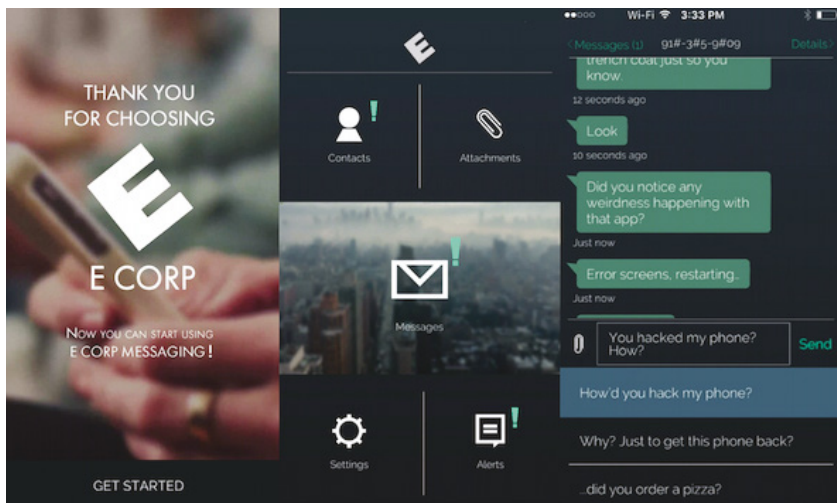 THANK YOU
FOR CHOOSING
E CORP
NOW YOU CAN START USING
E CORP MESSAGING!
GET STARTED
Contacts
Attachments
Messages
Settings
Alerts
Wi-Fi 3:33 PM
Messages (1) 91#-3#5-9#09 Details
trench coat just so you
know.
12 seconds ago
Look
10 seconds ago
Did you notice any
weirdness happening with
that app?
Just now
Error screens, restarting..
Just now
You hacked my phone?
How?
Send
How'd you hack my phone?
Why? Just to get this phone back?
...did you order a pizza?